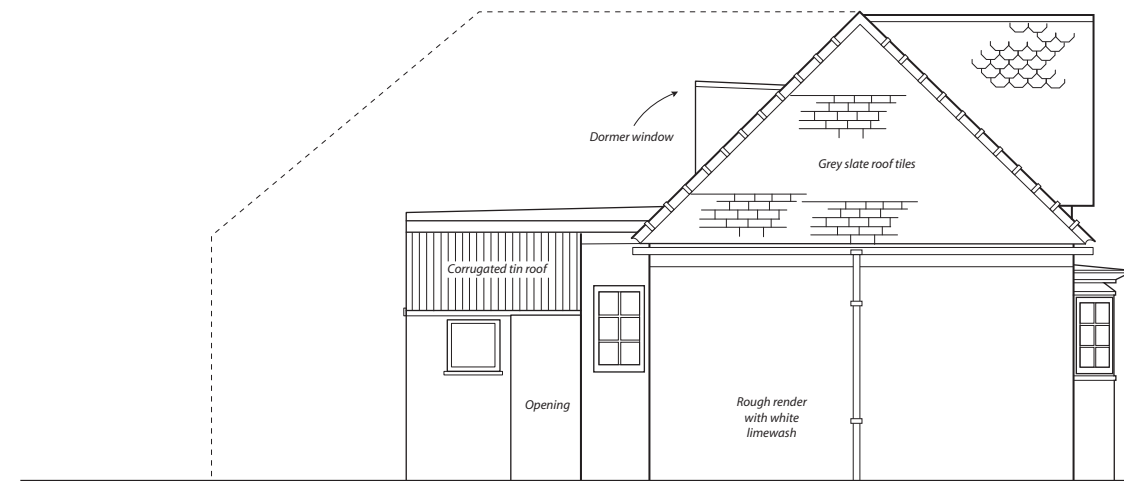 Dormer window
Grey slate roof tiles
Corrugated tin roof
Opening
Rough render
with white
limewash